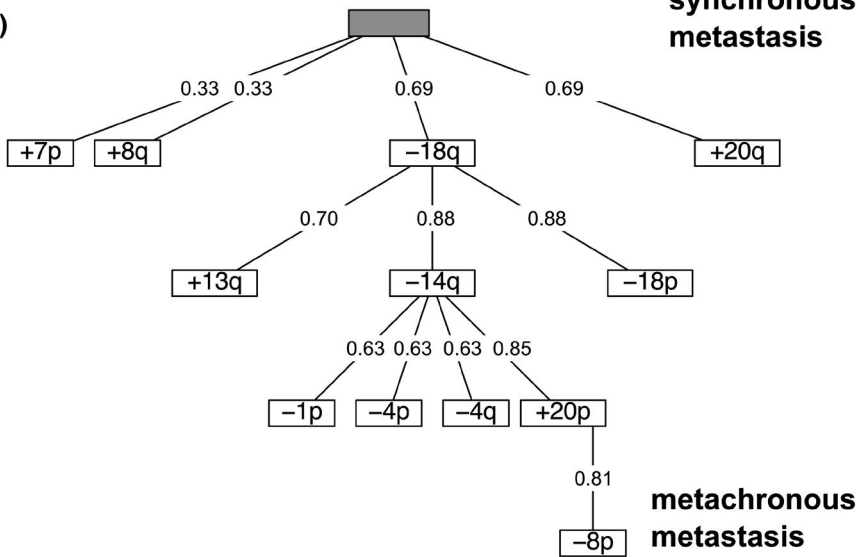 )
synchronous
metastasis
0.33 0.33 0.69 0.69
+7p +8q −18q +20q
0.70 0.88 0.88
+13q −14q −18p
0.63 0.63 0.63 0.85
−1p −4p −4q +20p
0.81
metachronous
metastasis
−8p